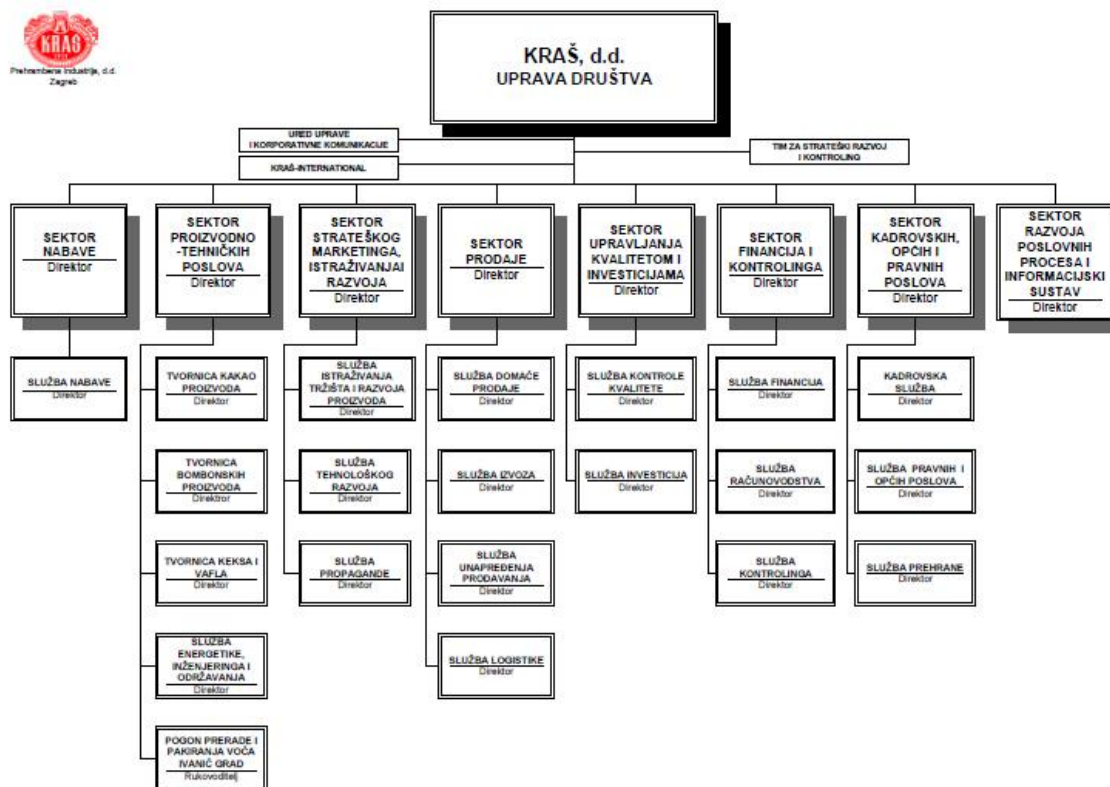 KRAŠ
1911
Prehrambena industrija, d.d.
Zagreb
KRAŠ, d.d.
UPRAVA DRUŠTVA
URED UPRAVE
I KORPORATIVNE KOMUNIKACIJE
KRAŠ-INTERNATIONAL
TIM ZA STRATEŠKI RAZVOJ
I KONTROLING
SEKTOR
NABAVE
Direktor
SEKTOR
PROIZVODNO
-TEHNIČKIH
POSLOVA
Direktor
SEKTOR
STRATEŠKOG
MARKETINGA,
ISTRAŽIVANJAI
RAZVOJA
Direktor
SEKTOR
PRODAJE
Direktor
SEKTOR
UPRAVLJANJA
KVALITETOM I
INVESTICIJAMA
Direktor
SEKTOR
FINANCIJA I
KONTROLINGA
Direktor
SEKTOR
KADROVSKIH,
OPĆIH I
PRAVNIH
POSLOVA
Direktor
SEKTOR
RAZVOJA
POSLOVNIH
PROCESA I
INFORMACIJSKI
SUSTAV
Direktor
SLUŽBA NABAVE
Direktor
TVORNICA KAKAO
PROIZVODA
Direktor
SLUŽBA
ISTRAŽIVANJA
TRŽIŠTA I RAZVOJA
PROIZVODA
Direktor
SLUŽBA DOMAĆE
PRODAJE
Direktor
SLUŽBA KONTROLE
KVALITETE
Direktor
SLUŽBA FINANCIJA
Direktor
KADROVSKA
SLUŽBA
Direktor
TVORNICA
BOMBONSKIH
PROIZVODA
Direktror
SLUŽBA
TEHNOLOŠKOG
RAZVOJA
Direktor
SLUŽBA IZVOZA
Direktor
SLUŽBA INVESTICIJA
Direktor
SLUŽBA
RAČUNOVODSTVA
Direktor
SLUŽBA PRAVNIH I
OPĆIH POSLOVA
Direktor
TVORNICA KEKSA I
VAFLA
Direktor
SLUŽBA
PROPAGANDE
Direktor
SLUŽBA
UNAPREĐENJA
PRODAVANJA
Direktor
SLUŽBA
KONTROLINGA
Direktor
SLUŽBA PREHRANE
Direktor
SLUŽBA
ENERGETIKE,
INŽENJERINGA I
ODRŽAVANJA
Direktor
SLUŽBA LOGISTIKE
Direktor
POGON PRERADE I
PAKIRANJA VOĆA
IVANIĆ GRAD
Rukovoditelj